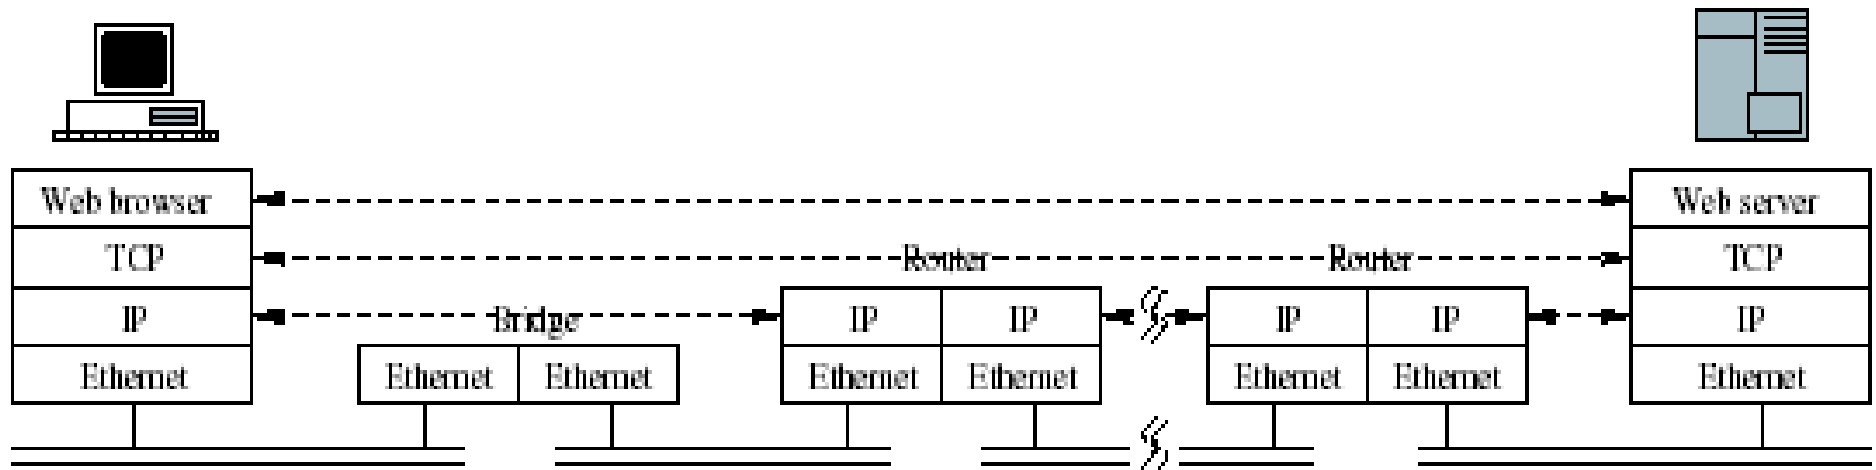 Web browser
Web server
TCP
Router
Router
TCP
IP
Bridge
IP
IP
IP
IP
IP
Ethernet
Ethernet
Ethernet
Ethernet
Ethernet
Ethernet
Ethernet
Ethernet